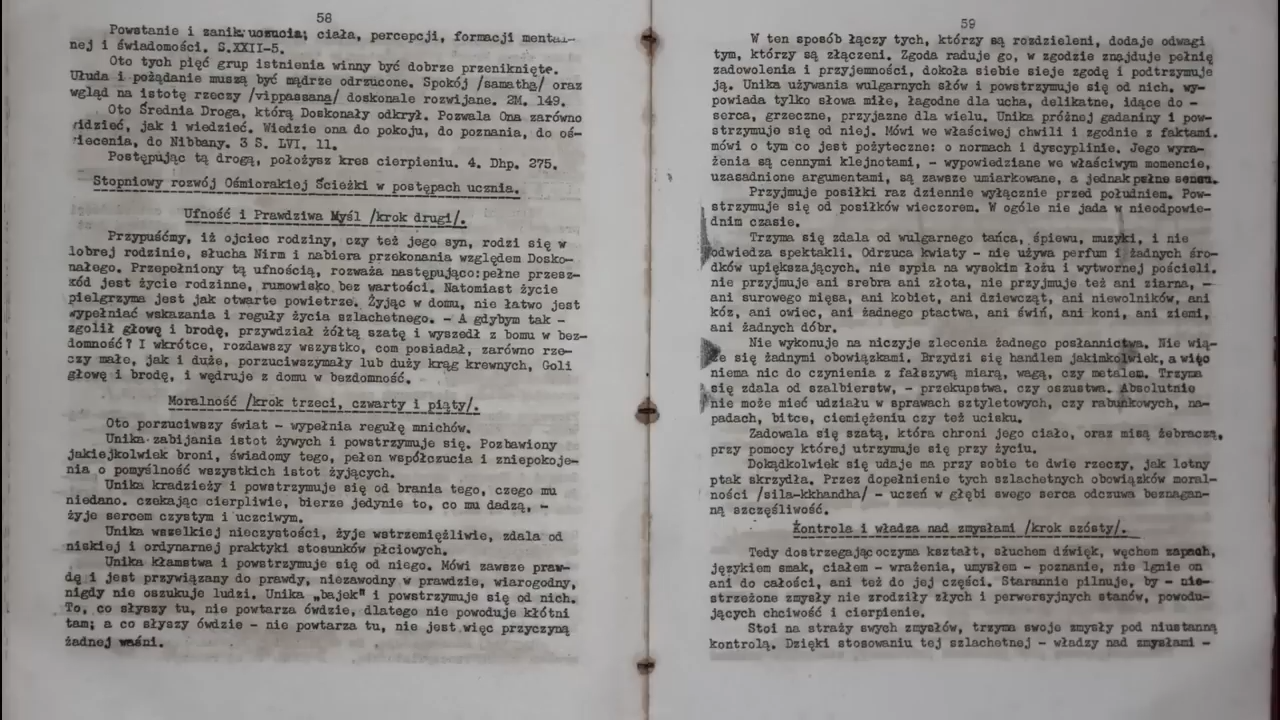 58
Powstanie i zanik uczucia; ciała, percepcji, formacji mental-
nej i świadomości. S.XXII-5.
Oto tych pięć grup istnienia winny być dobrze przeniknięte.
Ułuda i pożądanie muszą być mądrze odrzucone. Spokój /samatha/ oraz
wgląd na istotę rzeczy /vippassana/ doskonale rozwijane. 2M. 149.
Oto Średnia Droga, którą Doskonały odkrył. Pozwala Ona zarówno
idzieć, jak i wiedzieć. Wiedzie ona do pokoju, do poznania, do oś-
iecenia, do Nibbany. 3 S. LVI. 11.
Postępując tą drogą, położysz kres cierpieniu. 4. Dhp. 275.
Stopniowy rozwój Ośmiorakiej Ścieżki w postępach ucznia.
Ufność i Prawdziwa Myśl /krok drugi/.
Przypuśćmy, iż ojciec rodziny, czy też jego syn, rodzi się w
lobrej rodzinie, słucha Nirm i nabiera przekonania względem Dosko-
nałego. Przepełniony tą ufnością, rozważa następująco:pełne przesz-
kód jest życie rodzinne, rumowisko bez wartości. Natomiast życie
pielgrzyma jest jak otwarte powietrze. Żyjąc w domu, nie łatwo jest
wypełniać wskazania i reguły życia szlachetnego. - A gdybym tak -
zgolił głowę i brodę, przywdział żółtą szatę i wyszedł z bomu w bez-
domność? I wkrótce, rozdawszy wszystko, com posiadał, zarówno rze-
czy małe, jak i duże, porzuciwszymały lub duży krąg krewnych, Goli
głowę i brodę, i wędruje z domu w bezdomność.
Moralność /krok trzeci, czwarty i piąty/.
Oto porzuciwszy świat - wypełnia regułę mnichów.
Unika zabijania istot żywych i powstrzymuje się. Pozbawiony
jakiejkolwiek broni, świadomy tego, pełen współczucia i zniepokoje-
nia o pomyślność wszystkich istot żyjących.
Unika kradzieży i powstrzymuje się od brania tego, czego mu
niedano. czekając cierpliwie, bierze jedynie to, co mu dadzą, -
żyje sercem czystym i uczciwym.
Unika wszelkiej nieczystości, żyje wstrzemięźliwie, zdala od
niskiej i ordynarnej praktyki stosunków płciowych.
Unika kłamstwa i powstrzymuje się od niego. Mówi zawsze praw-
dę i jest przywiązany do prawdy, niezawodny w prawdzie, wiarogodny,
nigdy nie oszukuje ludzi. Unika „bajek" i powstrzymuje się od nich.
To, co słyszy tu, nie powtarza ówdzie, dlatego nie powoduje kłótni
tam; a co słyszy ówdzie - nie powtarza tu, nie jest więc przyczyną
żadnej waśni.
59
W ten sposób łączy tych, którzy są rozdzieleni, dodaje odwagi
tym, którzy są złączeni. Zgoda raduje go, w zgodzie znajduje pełnię
zadowolenia i przyjemności, dokoła siebie sieje zgodę i podtrzymuje
ją. Unika używania wulgarnych słów i powstrzymuje się od nich. wy-
powiada tylko słowa miłe, łagodne dla ucha, delikatne, idące do -
serca, grzeczne, przyjazne dla wielu. Unika próżnej gadaniny i pow-
strzymuje się od niej. Mówi we właściwej chwili i zgodnie z faktami.
mówi o tym co jest pożyteczne: o normach i dyscyplinie. Jego wyra-
żenia są cennymi klejnotami, - wypowiedziane we właściwym momencie,
uzasadnione argumentami, są zawsze umiarkowane, a jednak pełne sensu.
Przyjmuje posiłki raz dziennie wyłącznie przed południem. Pow-
strzymuje się od posiłków wieczorem. W ogóle nie jada w nieodpowie-
dnim czasie.
Trzyma się zdala od wulgarnego tańca, śpiewu, muzyki, i nie
odwiedza spektakli. Odrzuca kwiaty - nie używa perfum i żadnych śro-
dków upiększających. nie sypia na wysokim łożu i wytwornej pościeli.
nie przyjmuje ani srebra ani złota, nie przyjmuje też ani ziarna, -
ani surowego mięsa, ani kobiet, ani dziewcząt, ani niewolników, ani
kóz, ani owiec, ani żadnego ptactwa, ani świń, ani koni, ani ziemi,
ani żadnych dóbr.
Nie wykonuje na niczyje zlecenia żadnego posłannictwa. Nie wią-
że się żadnymi obowiązkami. Brzydzi się handlem jakimkolwiek, a więc
niema nic do czynienia z fałszywą miarą, wagą, czy metalem. Trzyma
się zdala od szalbierstw, - przekupstwa. czy oszustwa. Absolutnie
nie może mieć udziału w sprawach sztyletowych, czy rabunkowych, na-
padach, bitce, ciemiężeniu czy też ucisku.
Zadowala się szatą, która chroni jego ciało, oraz misą żebraczą,
przy pomocy której utrzymuje się przy życiu.
Dokądkolwiek się udaje ma przy sobie te dwie rzeczy, jak lotny
ptak skrzydła. Przez dopełnienie tych szlachetnych obowiązków moral-
ności /sila-kkhandha/ - uczeń w głębi swego serca odczuwa beznagan-
ną szczęśliwość.
Kontrola i władza nad zmysłami /krok szósty/.
Tedy dostrzegając oczyma kształt, słuchem dźwięk, węchem zapach,
językiem smak, ciałem - wrażenia, umysłem - poznanie, nie lgnie on
ani do całości, ani też do jej części. Starannie pilnuje, by - nie-
strzeżone zmysły nie zrodziły złych i perwersyjnych stanów, powodu-
jących chciwość i cierpienie.
Stoi na straży swych zmysłów, trzyma swoje zmysły pod niustanną
kontrolą. Dzięki stosowaniu tej szlachetnej - władzy nad zmysłami -